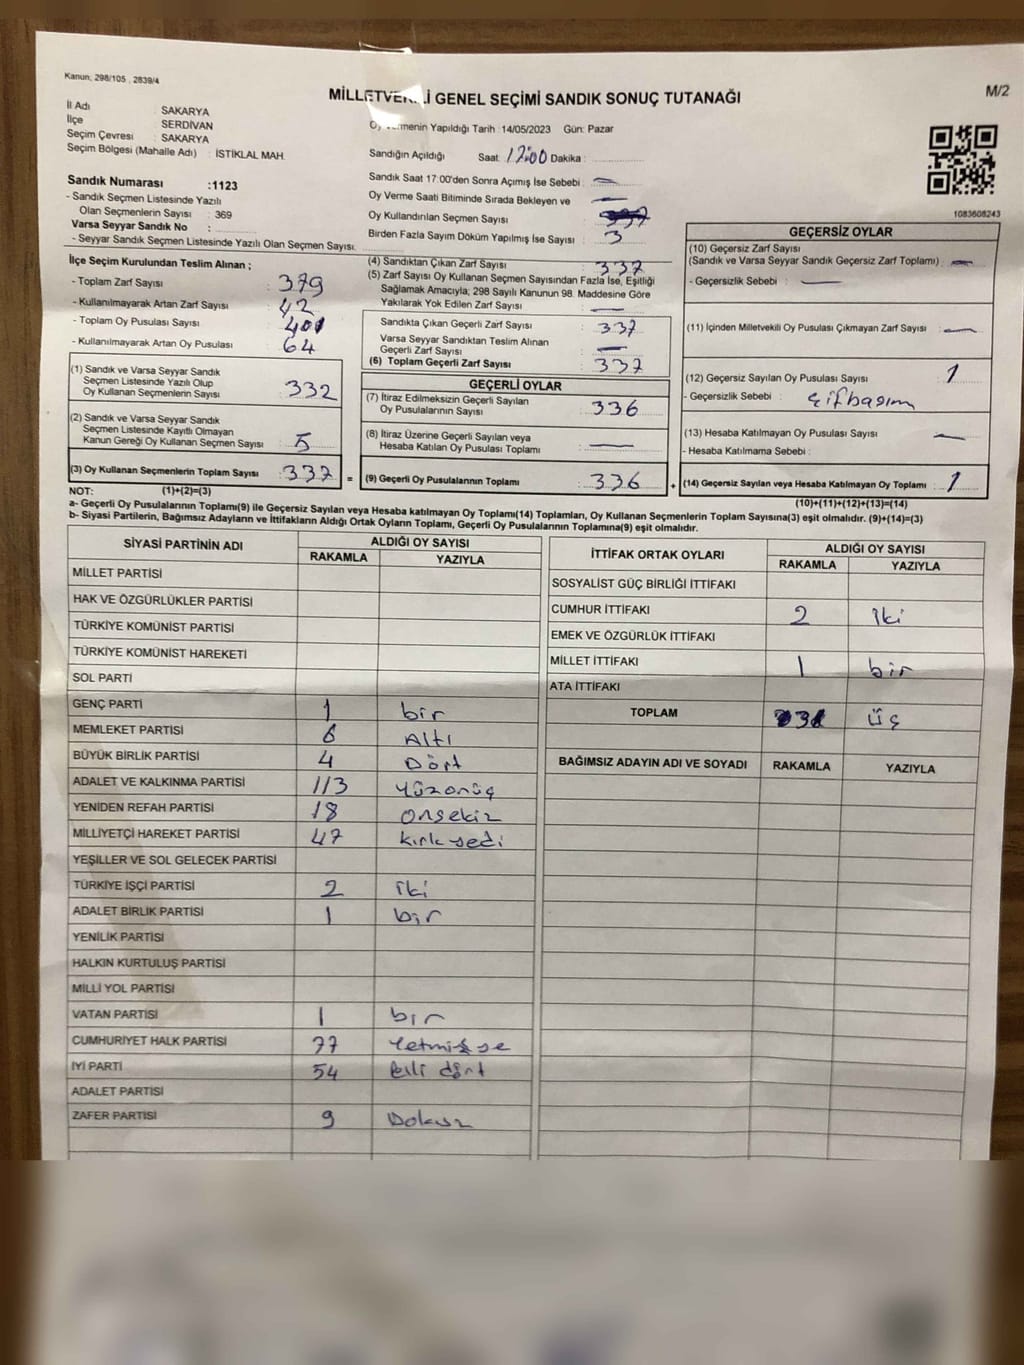 Kanun; 298/105 , 2839/4
M/2
MİLLETVEKİLİ GENEL SEÇİMİ SANDIK SONUÇ TUTANAĞI
İl Adı : SAKARYA
İlçe : SERDİVAN
Seçim Çevresi : SAKARYA
Seçim Bölgesi (Mahalle Adı) : İSTİKLAL MAH.
Sandık Numarası :1123
- Sandık Seçmen Listesinde Yazılı
Olan Seçmenlerin Sayısı : 369
Varsa Seyyar Sandık No :
- Seyyar Sandık Seçmen Listesinde Yazılı Olan Seçmen Sayısı:
Oy Vermenin Yapıldığı Tarih :14/05/2023 Gün: Pazar
Sandığın Açıldığı Saat: 17:00 Dakika :
Sandık Saat 17:00'den Sonra Açımış İse Sebebi : —
Oy Verme Saati Bitiminde Sırada Bekleyen ve
Oy Kullandırılan Seçmen Sayısı : —
Birden Fazla Sayım Döküm Yapılmış İse Sayısı : 3
1083608243
İlçe Seçim Kurulundan Teslim Alınan ;
- Toplam Zarf Sayısı : 379
- Kullanılmayarak Artan Zarf Sayısı : 42
- Toplam Oy Pusulası Sayısı : 401
- Kullanılmayarak Artan Oy Pusulası : 64
(1) Sandık ve Varsa Seyyar Sandık
Seçmen Listesinde Yazılı Olup
Oy Kullanan Seçmenlerin Sayısı : 332
(2) Sandık ve Varsa Seyyar Sandık
Seçmen Listesinde Kayıtlı Olmayan
Kanun Gereği Oy Kullanan Seçmen Sayısı : 5
(3) Oy Kullanan Seçmenlerin Toplam Sayısı : 337 =
(4) Sandıktan Çıkan Zarf Sayısı : 337
(5) Zarf Sayısı Oy Kullanan Seçmen Sayısından Fazla İse, Eşitliği
Sağlamak Amacıyla; 298 Sayılı Kanunun 98. Maddesine Göre
Yakılarak Yok Edilen Zarf Sayısı : —
Sandıkta Çıkan Geçerli Zarf Sayısı : 337
Varsa Seyyar Sandıktan Teslim Alınan
Geçerli Zarf Sayısı : —
(6) Toplam Geçerli Zarf Sayısı : 337
GEÇERLİ OYLAR
(7) İtiraz Edilmeksizin Geçerli Sayılan
Oy Pusulalarının Sayısı : 336
(8) İtiraz Üzerine Geçerli Sayılan veya
Hesaba Katılan Oy Pusulası Toplamı : —
(9) Geçerli Oy Pusulalarının Toplamı : 336 +
GEÇERSİZ OYLAR
(10) Geçersiz Zarf Sayısı
(Sandık ve Varsa Seyyar Sandık Geçersiz Zarf Toplamı) : —
- Geçersizlik Sebebi : —
(11) İçinden Milletvekili Oy Pusulası Çıkmayan Zarf Sayısı : —
(12) Geçersiz Sayılan Oy Pusulası Sayısı : 1
- Geçersizlik Sebebi : çift basım
(13) Hesaba Katılmayan Oy Pusulası Sayısı : —
- Hesaba Katılmama Sebebi :
(14) Geçersiz Sayılan veya Hesaba Katılmayan Oy Toplamı : 1
NOT: (1)+(2)=(3) (10)+(11)+(12)+(13)=(14)
a- Geçerli Oy Pusulalarının Toplamı(9) ile Geçersiz Sayılan veya Hesaba katılmayan Oy Toplamı(14) Toplamları, Oy Kullanan Seçmenlerin Toplam Sayısına(3) eşit olmalıdır. (9)+(14)=(3)
b- Siyasi Partilerin, Bağımsız Adayların ve İttifakların Aldığı Ortak Oyların Toplamı, Geçerli Oy Pusulalarının Toplamına(9) eşit olmalıdır.
SİYASİ PARTİNİN ADI ALDIĞI OY SAYISI
RAKAMLA YAZIYLA
MİLLET PARTİSİ
HAK VE ÖZGÜRLÜKLER PARTİSİ
TÜRKİYE KOMÜNİST PARTİSİ
TÜRKİYE KOMÜNİST HAREKETİ
SOL PARTİ
GENÇ PARTİ 1 bir
MEMLEKET PARTİSİ 6 Altı
BÜYÜK BİRLİK PARTİSİ 4 Dört
ADALET VE KALKINMA PARTİSİ 113 Yüzonüç
YENİDEN REFAH PARTİSİ 18 onsekiz
MİLLİYETÇİ HAREKET PARTİSİ 47 kırk yedi
YEŞİLLER VE SOL GELECEK PARTİSİ
TÜRKİYE İŞÇİ PARTİSİ 2 iki
ADALET BİRLİK PARTİSİ 1 bir
YENİLİK PARTİSİ
HALKIN KURTULUŞ PARTİSİ
MİLLİ YOL PARTİSİ
VATAN PARTİSİ 1 bir
CUMHURİYET HALK PARTİSİ 77
İYİ PARTİ 54 Elli dört
ADALET PARTİSİ
ZAFER PARTİSİ 9 Dokuz
İTTİFAK ORTAK OYLARI ALDIĞI OY SAYISI
RAKAMLA YAZIYLA
SOSYALİST GÜÇ BİRLİĞİ İTTİFAKI
CUMHUR İTTİFAKI 2 iki
EMEK VE ÖZGÜRLÜK İTTİFAKI
MİLLET İTTİFAKI 1 bir
ATA İTTİFAKI
TOPLAM 3 üç
BAĞIMSIZ ADAYIN ADI VE SOYADI RAKAMLA YAZIYLA